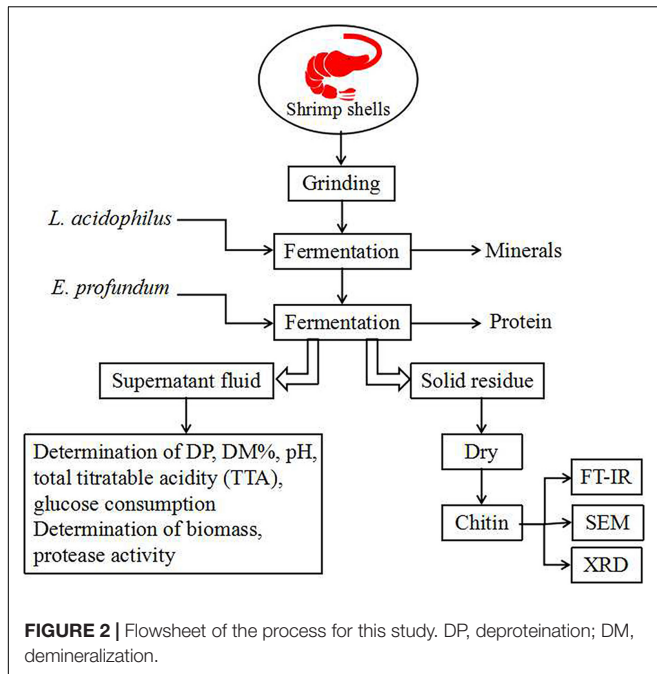 Shrimp shells
Grinding
L. acidophilus
Fermentation
Minerals
E. profundum
Fermentation
Protein
Supernatant fluid
Solid residue
Determination of DP, DM%, pH,
total titratable acidity (TTA),
glucose consumption
Determination of biomass,
protease activity
Dry
Chitin
FT-IR
SEM
XRD
FIGURE 2 | Flowsheet of the process for this study. DP, deproteination; DM,
demineralization.